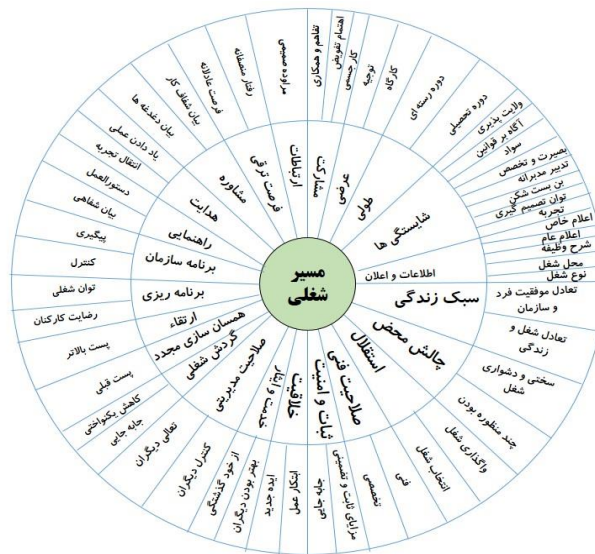 مسیر
شغلی
مشارکت
تفاهم و همکاری
عرضی
اهتمام تفویض
کار جسمی
توجیه
طولی
کارگاه
دوره رسته ای
دوره تحصیلی
شایستگی ها
ولایت پذیری
آگاه بر قوانین
سواد
بصیرت و تخصص
تدبیر مدبرانه
بن بست شکن
توان تصمیم گیری
تجربه
اطلاعات و اعلان
اعلام خاص
اعلام عام
شرح وظیفه
محل شغل
نوع شغل
سبک زندگی
تعادل موفقیت فرد
و سازمان
تعادل شغل و
زندگی
چالش محض
سختی و دشواری
شغل
چند منظوره بودن
استقلال
واگذاری شغل
انتخاب شغل
صلاحیت فنی
فنی
تخصصی
ثبات و امنیت
مزایای ثابت و تضمینی
خلاقیت
ابتکار عمل
ایده جدید
خدمت و ایثار
بهتر بودن دیگران
از خود گذشتگی
صلاحیت مدیریتی
کنترل دیگران
تعالی دیگران
گردش شغلی
جابه جایی
کاهش یکنواختی
همسان سازی مجدد
پست قبلی
ارتقاء
پست بالاتر
برنامه ریزی
رضایت کارکنان
توان شغلی
برنامه سازمان
کنترل
پیگیری
راهنمایی
بیان شفاهی
دستورالعمل
هدایت
انتقال تجربه
یاد دادن عملی
مشاوره
بیان دغدغه ها
بیان شفاف کار
فرصت ترقی
فرصت عادلانه
رفتار منصفانه
ارتباطات
مراوده صمیمی